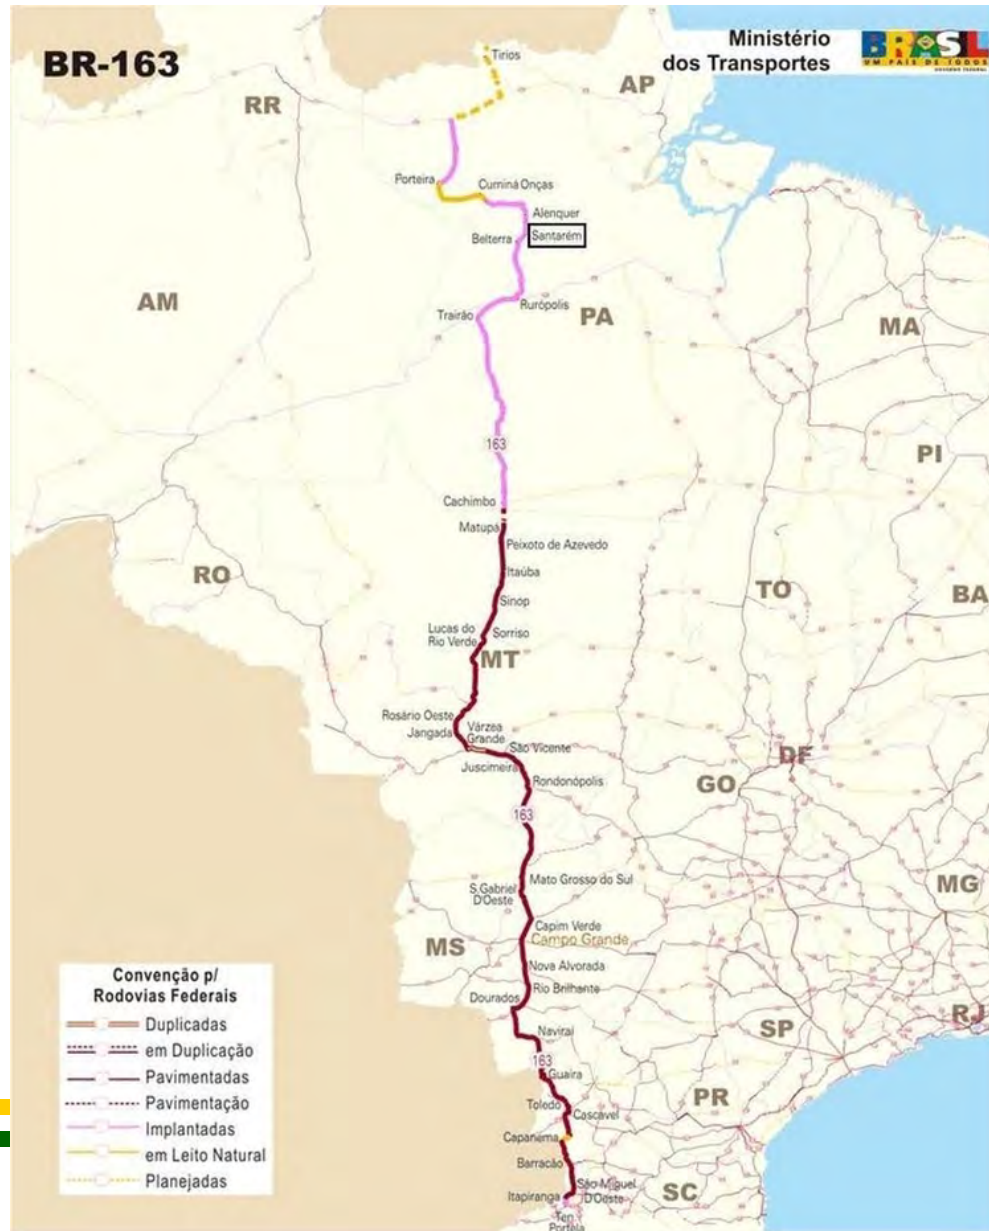 BR-163
Ministério
dos Transportes
BRASIL
UM PAÍS DE TODOS
GOVERNO FEDERAL
Tirios
AP
RR
Porteira
Cuminá Onças
Alenquer
Santarém
Belterra
AM
Rurópolis
Trairão
PA
MA
163
PI
Cachimbo
Matupá
Peixoto de Azevedo
RO
Itaúba
TO
BA
Sinop
Lucas do
Rio Verde
Sorriso
MT
Rosário Oeste
Jangada
Várzea
Grande
São Vicente
DF
Juscimeira
Rondonópolis
GO
163
Mato Grosso do Sul
S.Gabriel
D'Oeste
MG
Capim Verde
Campo Grande
MS
Nova Alvorada
Rio Brilhante
Dourados
RJ
SP
Naviraí
163
Guaíra
PR
Toledo
Cascavel
Capanema
Barracão
São Miguel
D'Oeste
SC
Itapiranga
Ten.
Portela
Convenção p/
Rodovias Federais
Duplicadas
em Duplicação
Pavimentadas
Pavimentação
Implantadas
em Leito Natural
Planejadas